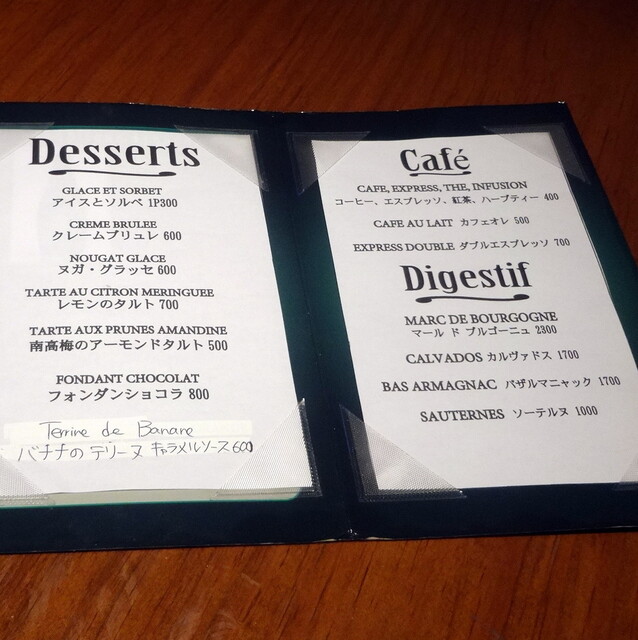 Desserts
GLACE ET SORBET
アイスとソルベ 1P300
CREME BRULEE
クレームブリュレ 600
NOUGAT GLACE
ヌガ・グラッセ 600
TARTE AU CITRON MERINGUEE
レモンのタルト 700
TARTE AUX PRUNES AMANDINE
南高梅のアーモンドタルト 500
FONDANT CHOCOLAT
フォンダンショコラ 800
Terrine de Banane
バナナのテリーヌ キャラメルソース600
Café
CAFE, EXPRESS, THE, INFUSION
コーヒー、エスプレッソ、紅茶、ハーブティー 400
CAFE AU LAIT カフェオレ 500
EXPRESS DOUBLE ダブルエスプレッソ 700
Digestif
MARC DE BOURGOGNE
マール ド ブルゴーニュ 2300
CALVADOS カルヴァドス 1700
BAS ARMAGNAC バザルマニャック 1700
SAUTERNES ソーテルヌ 1000